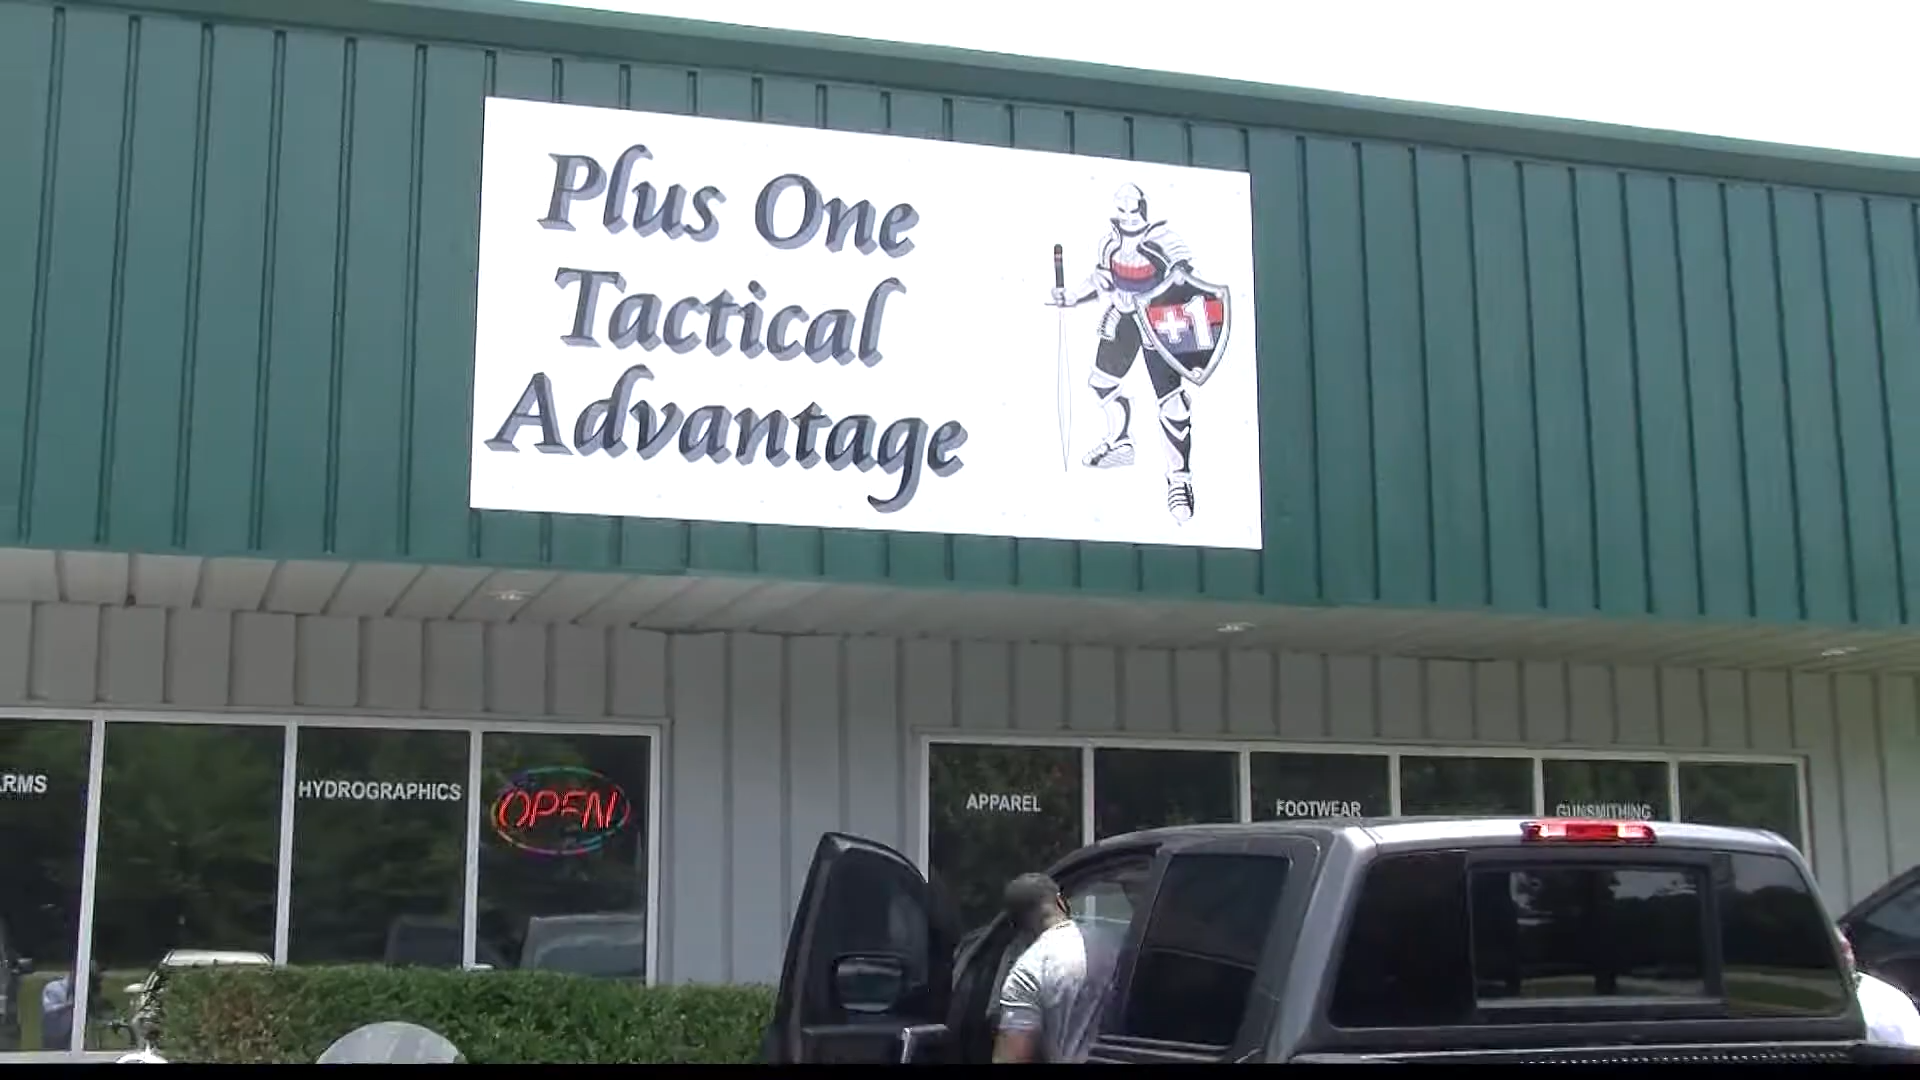 Plus One
Tactical
Advantage
+1
RMS
HYDROGRAPHICS
OPEN
APPAREL
FOOTWEAR
GUNSMITHING